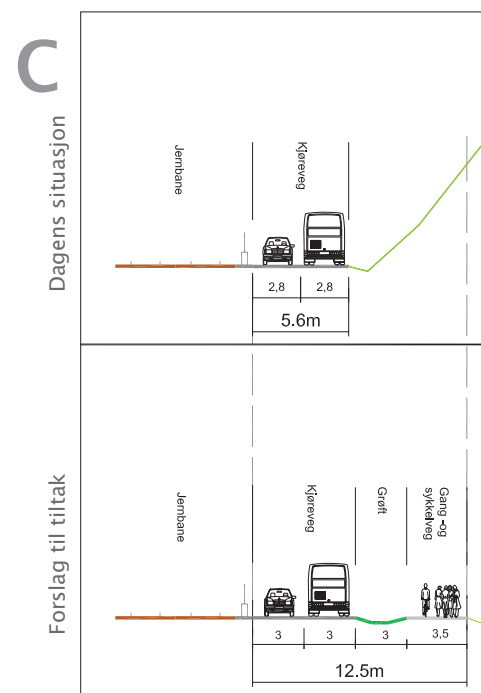 C
Dagens situasjon
Jernbane
Kjøreveg
2,8 2,8
5.6m
Forslag til tiltak
Jernbane
Kjøreveg
Grøft
Gang -og
sykkelveg
3 3 3 3,5
12.5m